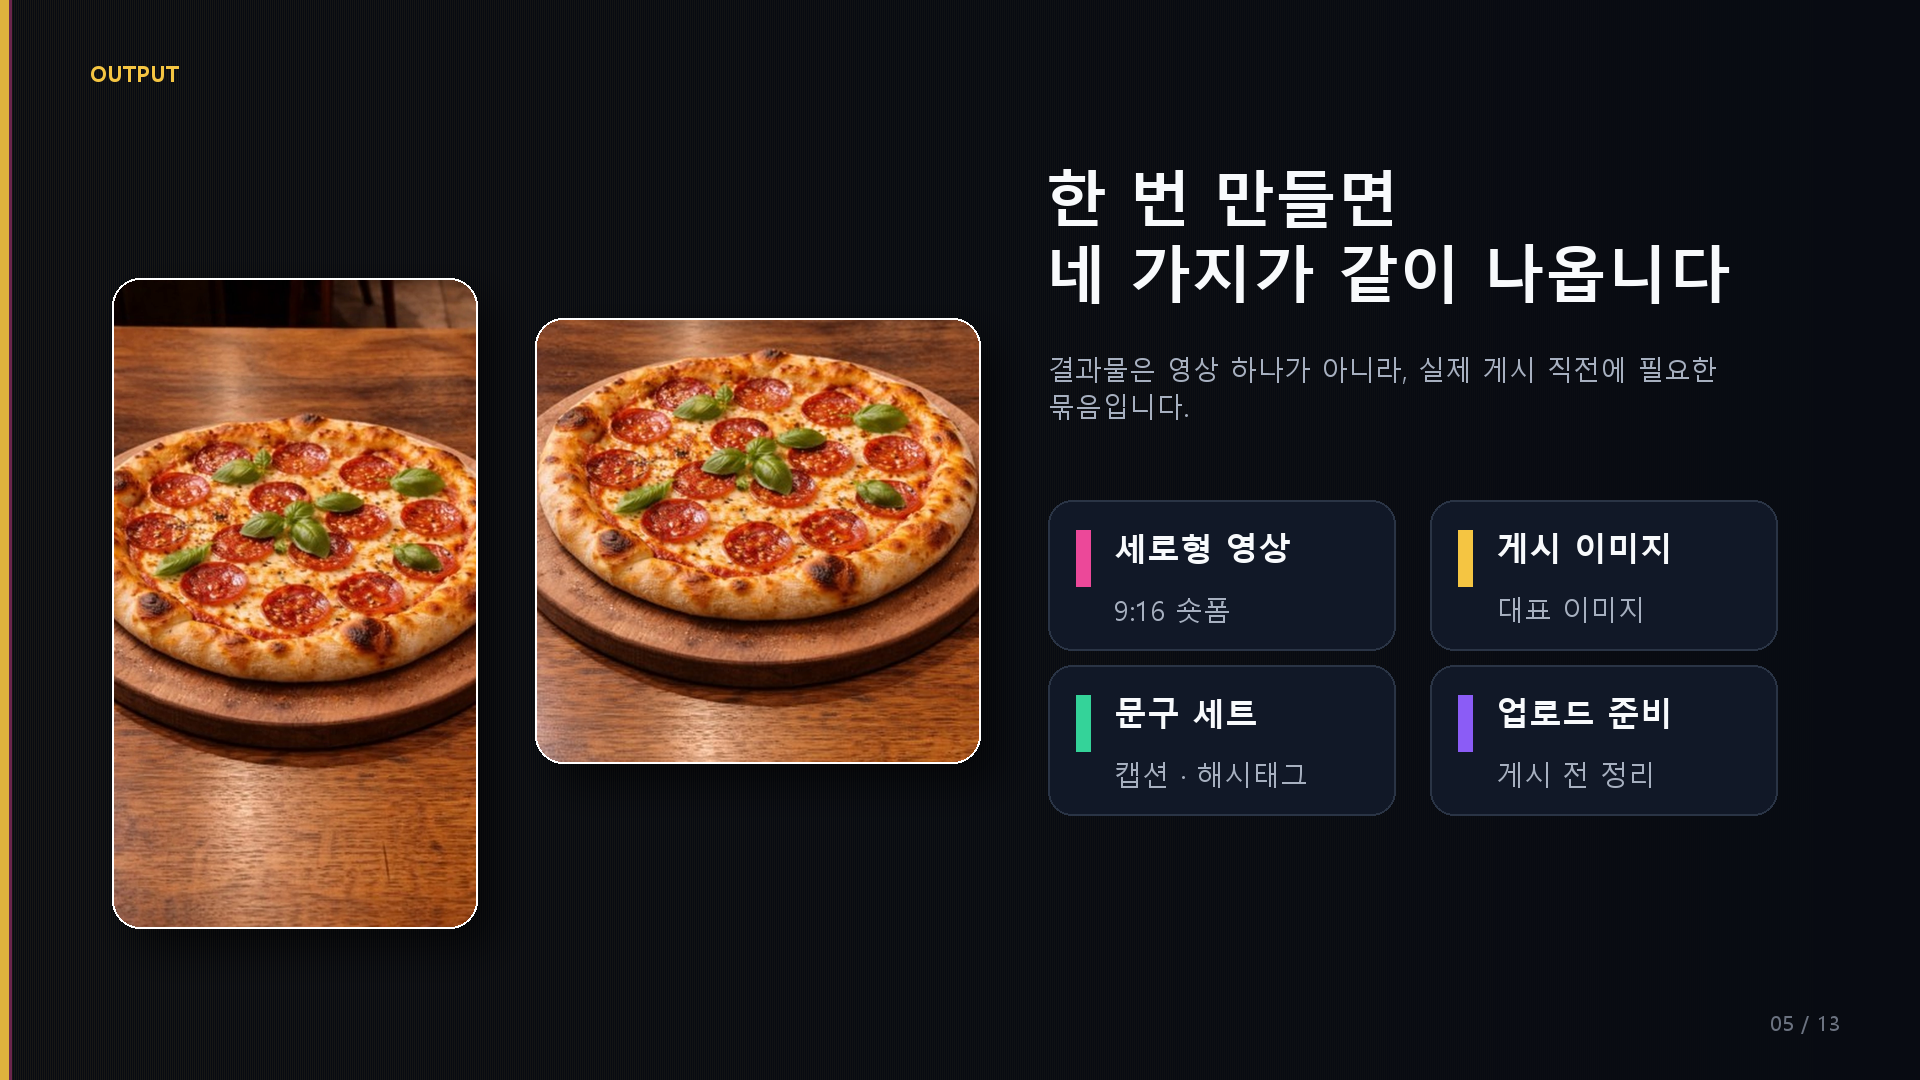 OUTPUT
한 번 만들면
네 가지가 같이 나옵니다
결과물은 영상 하나가 아니라, 실제 게시 직전에 필요한
묶음입니다.
세로형 영상
9:16 숏폼
게시 이미지
대표 이미지
문구 세트
캡션 · 해시태그
업로드 준비
게시 전 정리
05 / 13